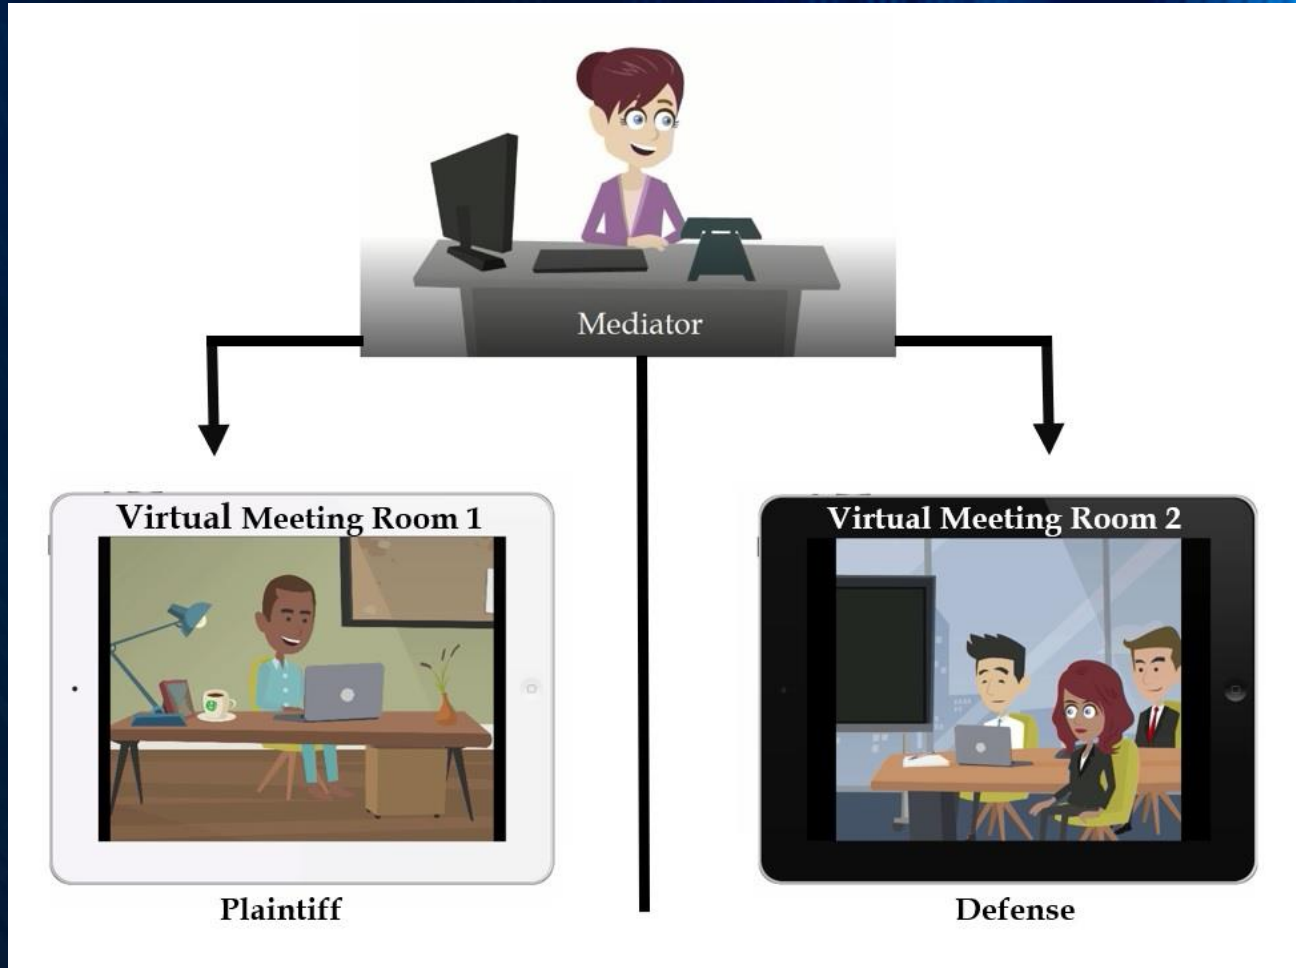 Mediator
Virtual Meeting Room 1
Virtual Meeting Room 2
Plaintiff
Defense